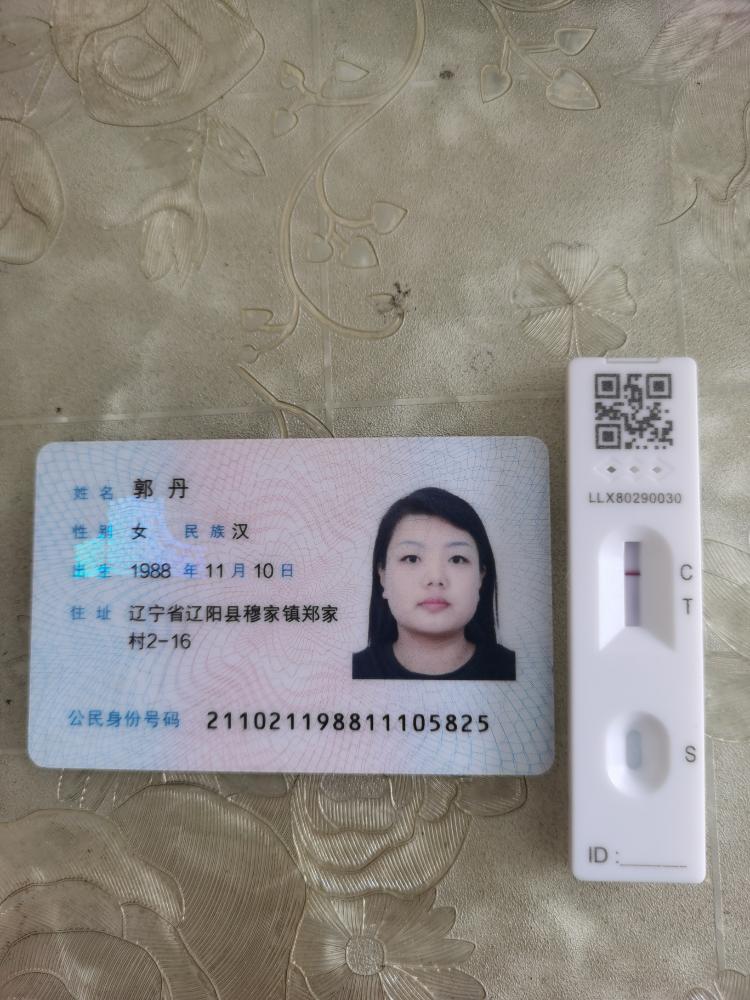 姓名 郭丹
性别 女 民族 汉
出生 1988 年 11 月 10 日
住址 辽宁省辽阳县穆家镇郑家
村2-16
公民身份号码 211021198811105825
LLX80290030
C
T
S
ID :______